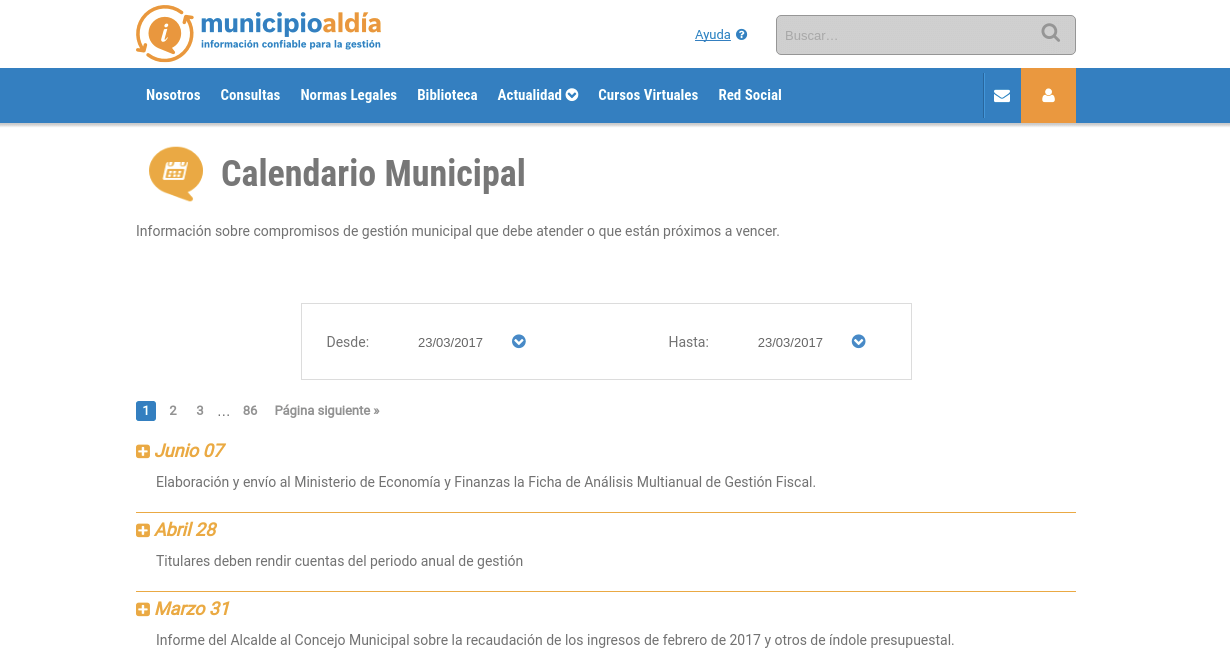 municipioaldía
información confiable para la gestión
Ayuda
Buscar...
Nosotros Consultas Normas Legales Biblioteca Actualidad Cursos Virtuales Red Social
Calendario Municipal
Información sobre compromisos de gestión municipal que debe atender o que están próximos a vencer.
Desde: 23/03/2017 Hasta: 23/03/2017
1 2 3 … 86 Página siguiente »
Junio 07
Elaboración y envío al Ministerio de Economía y Finanzas la Ficha de Análisis Multianual de Gestión Fiscal.
Abril 28
Titulares deben rendir cuentas del periodo anual de gestión
Marzo 31
Informe del Alcalde al Concejo Municipal sobre la recaudación de los ingresos de febrero de 2017 y otros de índole presupuestal.